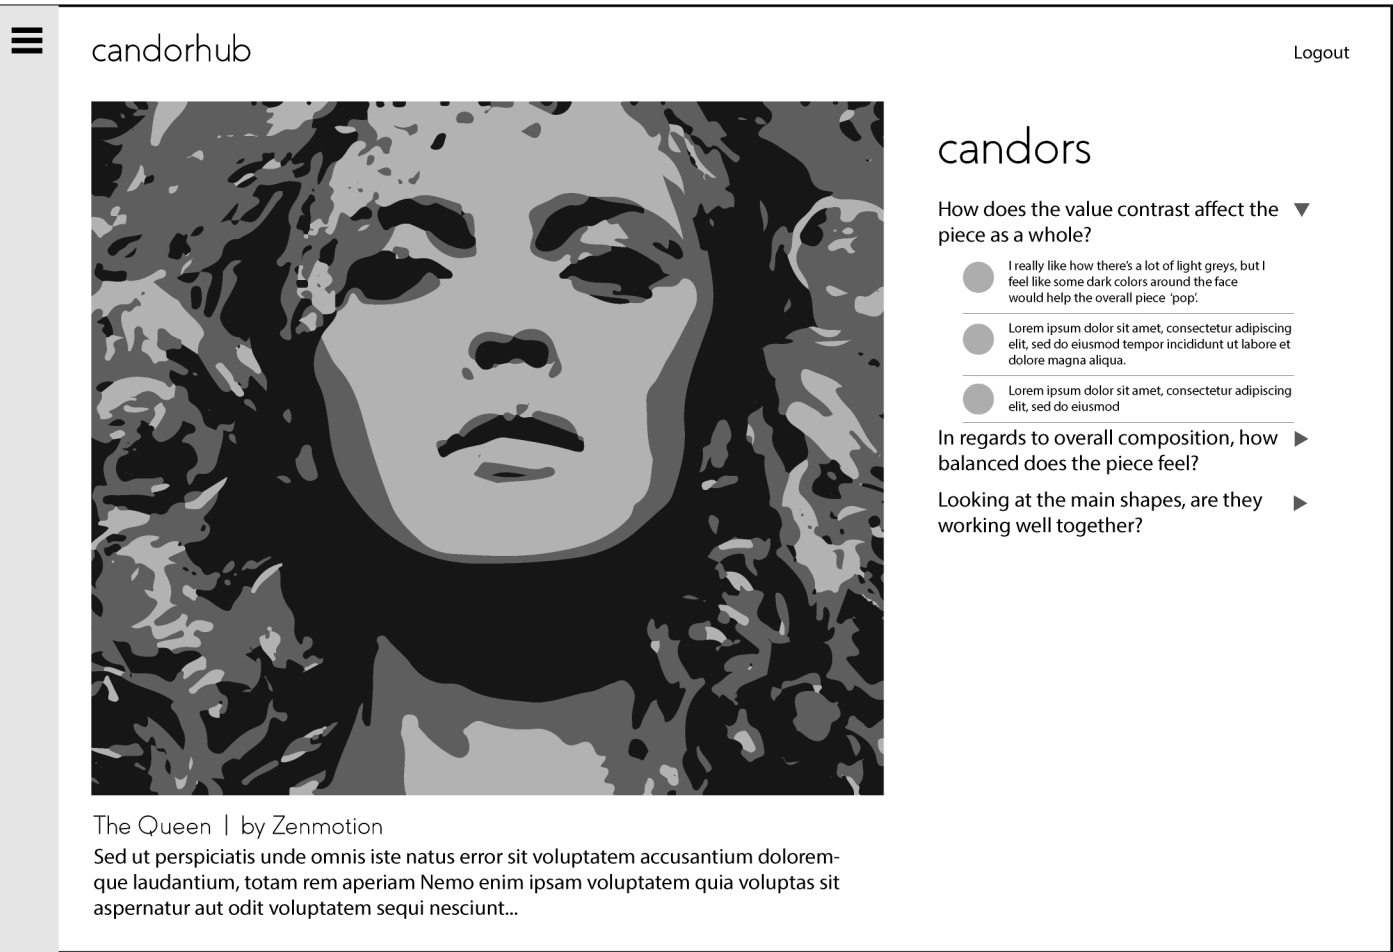 candorhub
Logout
candors
How does the value contrast affect the
piece as a whole?
I really like how there's a lot of light greys, but I
feel like some dark colors around the face
would help the overall piece 'pop'.
Lorem ipsum dolor sit amet, consectetur adipiscing
elit, sed do eiusmod tempor incididunt ut labore et
dolore magna aliqua.
Lorem ipsum dolor sit amet, consectetur adipiscing
elit, sed do eiusmod
In regards to overall composition, how
balanced does the piece feel?
Looking at the main shapes, are they
working well together?
The Queen | by Zenmotion
Sed ut perspiciatis unde omnis iste natus error sit voluptatem accusantium dolorem-
que laudantium, totam rem aperiam Nemo enim ipsam voluptatem quia voluptas sit
aspernatur aut odit voluptatem sequi nesciunt...